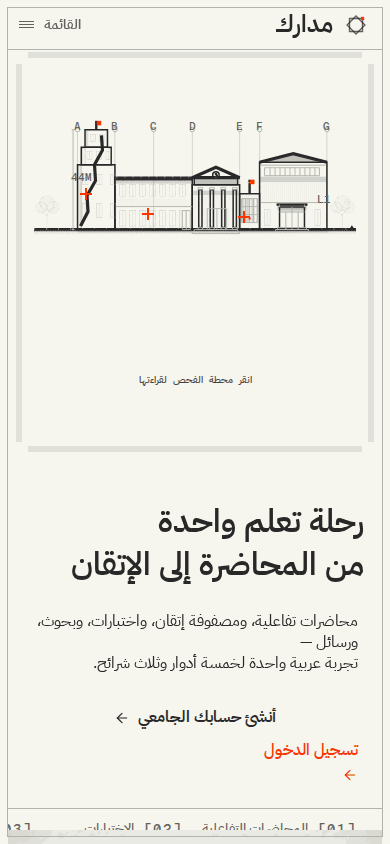 مدارك
القائمة
A B C D E F G
44M
L1
انقر محطة الفحص لقراءتها
رحلة تعلم واحدة
من المحاضرة إلى الإتقان
محاضرات تفاعلية، ومصفوفة إتقان، واختبارات، وبحوث،
ورسائل —
تجربة عربية واحدة لخمسة أدوار وثلاث شرائح.
أنشئ حسابك الجامعي ←
تسجيل الدخول
←
[01] المحاضرات التفاعلية [02] الاختبارات